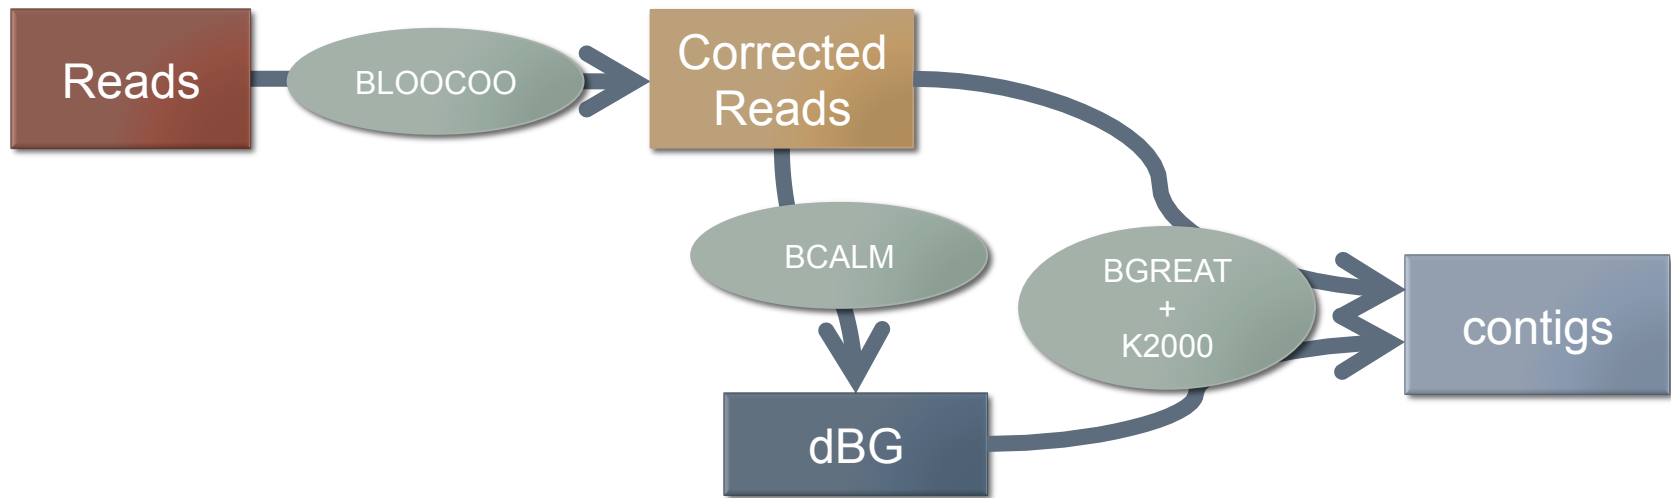 Reads
BLOOCOO
Corrected
Reads
BCALM
BGREAT
+
K2000
contigs
dBG